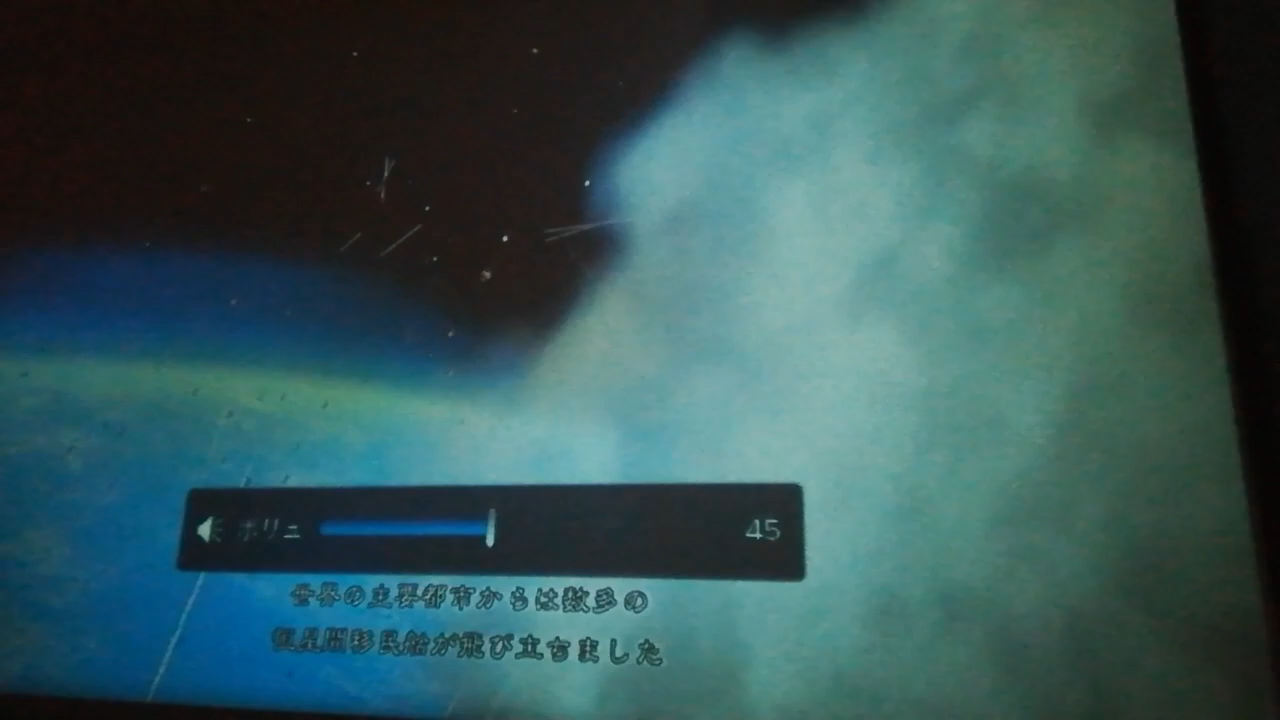 ボリュ
45
世界の主要都市からは数多の
恒星間移民船が飛び立ちました